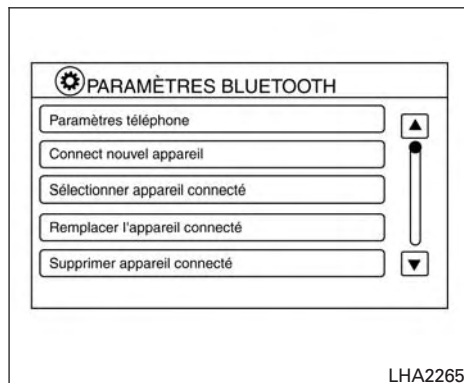 PARAMÈTRES BLUETOOTH
Paramètres téléphone
Connect nouvel appareil
Sélectionner appareil connecté
Remplacer l'appareil connecté
Supprimer appareil connecté
LHA2265